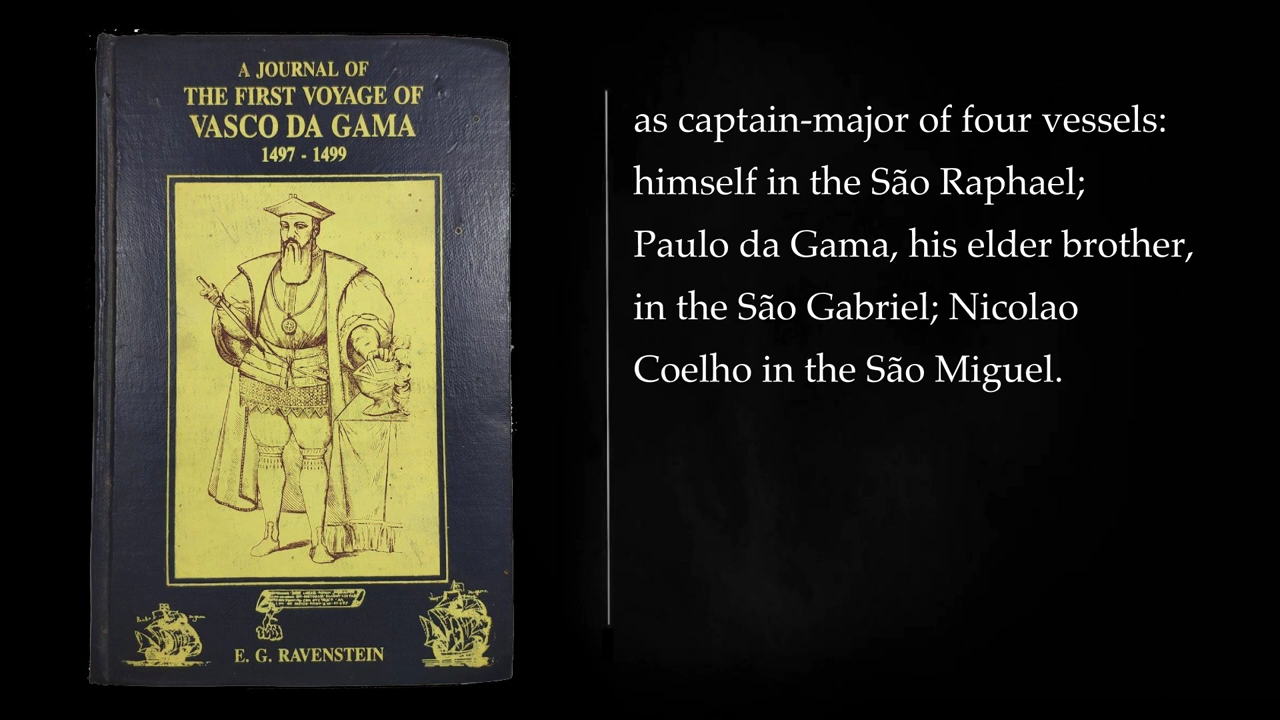 A JOURNAL OF
THE FIRST VOYAGE OF
VASCO DA GAMA
1497 - 1499
E. G. RAVENSTEIN
as captain-major of four vessels:
himself in the São Raphael;
Paulo da Gama, his elder brother,
in the São Gabriel; Nicolao
Coelho in the São Miguel.